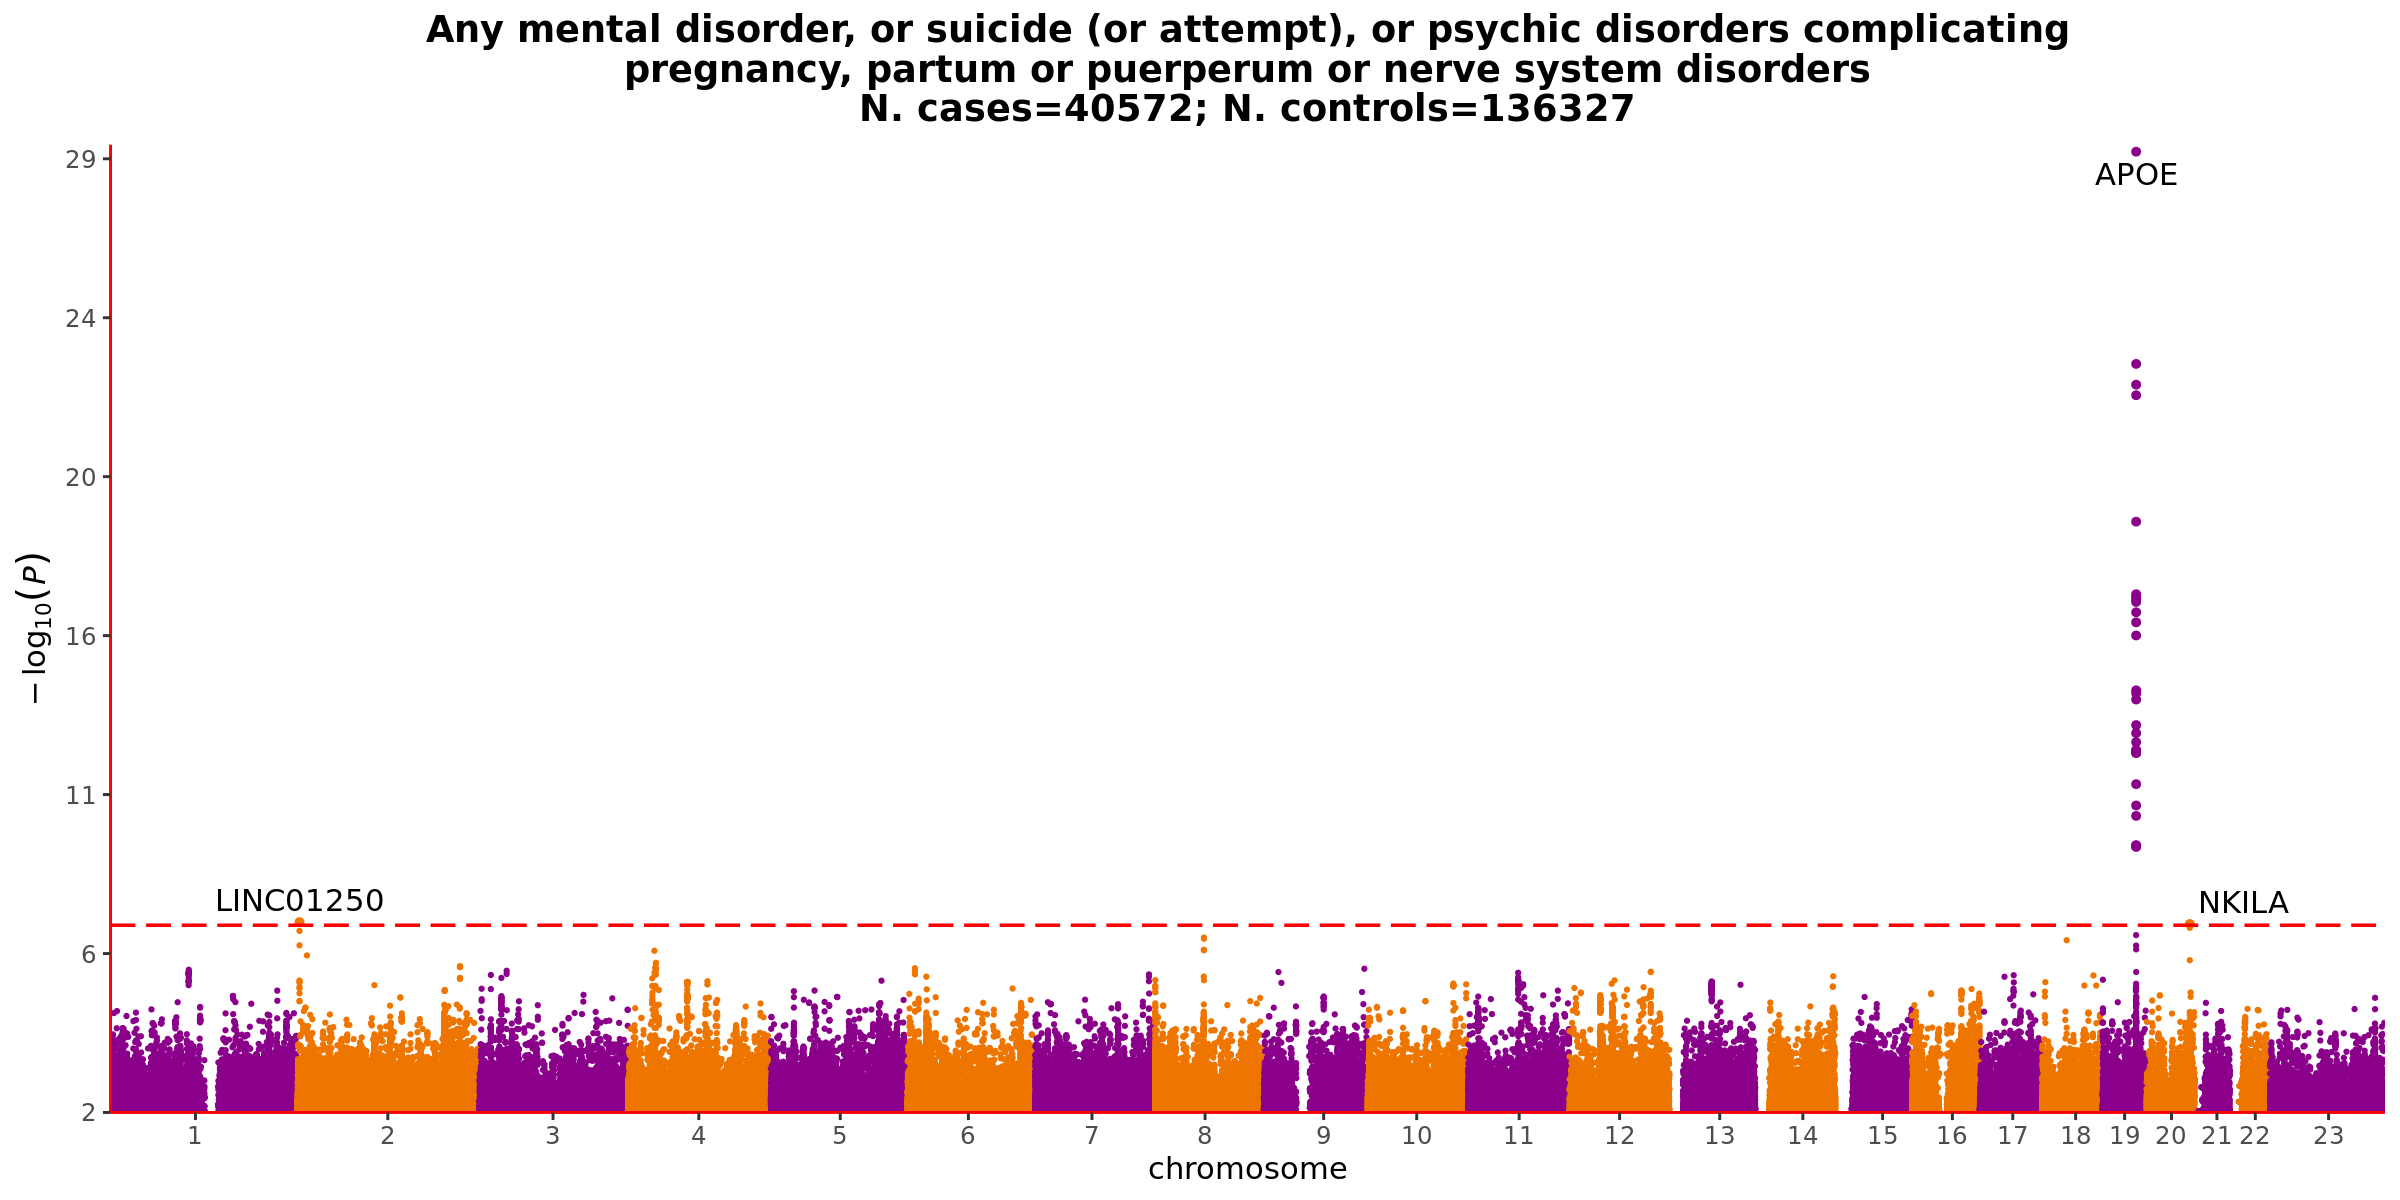 Any mental disorder, or suicide (or attempt), or psychic disorders complicating
pregnancy, partum or puerperum or nerve system disorders
N. cases=40572; N. controls=136327
29
APOE
24
20
−log10(P)
16
11
LINC01250
NKILA
6
2
1 2 3 4 5 6 7 8 9 10 11 12 13 14 15 16 17 18 19 20 21 22 23
chromosome